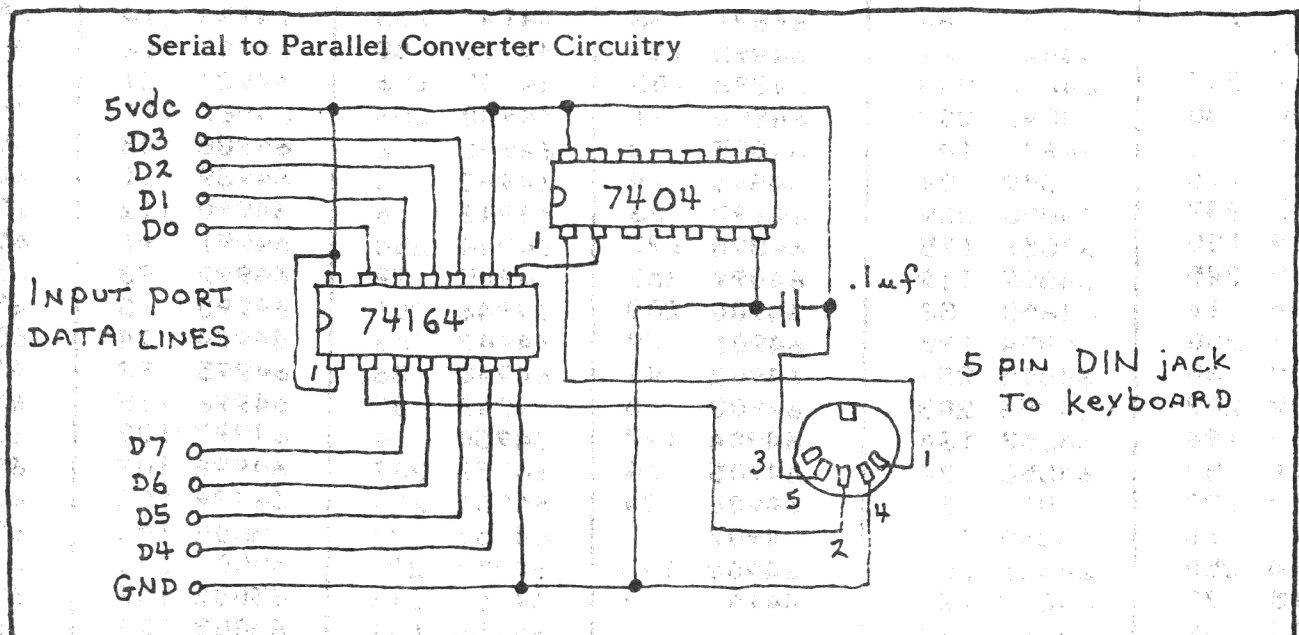 Serial to Parallel Converter Circuitry
5vdc
D3
D2
D1
D0
INPUT PORT
DATA LINES
7404
1
74164
1
.1uf
5 PIN DIN jACK
TO KEYBOARD
D7
D6
D5
D4
GND
3
5
2
4
1